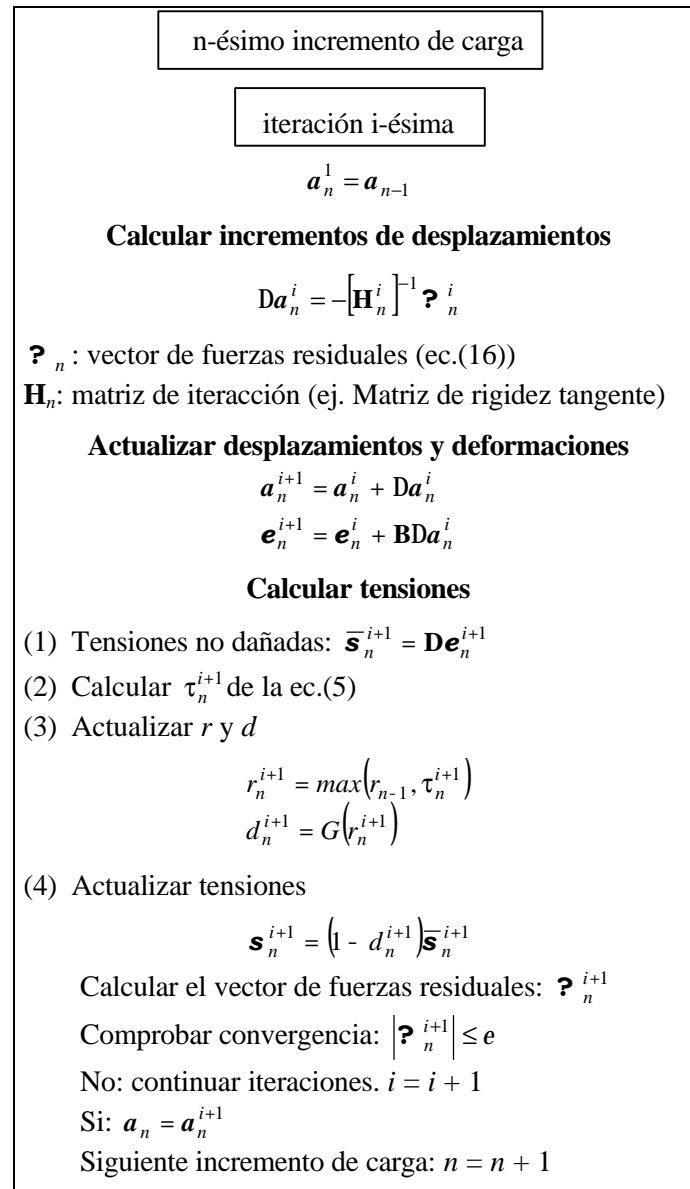 n-ésimo incremento de carga
iteración i-ésima
a_n^1 = a_{n−1}
Calcular incrementos de desplazamientos
Da_n^i = −[H_n^i]^{−1} ?_n^i
?_n : vector de fuerzas residuales (ec.(16))
H_n: matriz de iteracción (ej. Matriz de rigidez tangente)
Actualizar desplazamientos y deformaciones
a_n^{i+1} = a_n^i + Da_n^i
e_n^{i+1} = e_n^i + BDa_n^i
Calcular tensiones
(1) Tensiones no dañadas: s̅_n^{i+1} = De_n^{i+1}
(2) Calcular τ_n^{i+1} de la ec.(5)
(3) Actualizar r y d
r_n^{i+1} = max(r_{n-1}, τ_n^{i+1})
d_n^{i+1} = G(r_n^{i+1})
(4) Actualizar tensiones
s_n^{i+1} = (1 - d_n^{i+1})s̅_n^{i+1}
Calcular el vector de fuerzas residuales: ?_n^{i+1}
Comprobar convergencia: |?_n^{i+1}| ≤ e
No: continuar iteraciones. i = i + 1
Si: a_n = a_n^{i+1}
Siguiente incremento de carga: n = n + 1